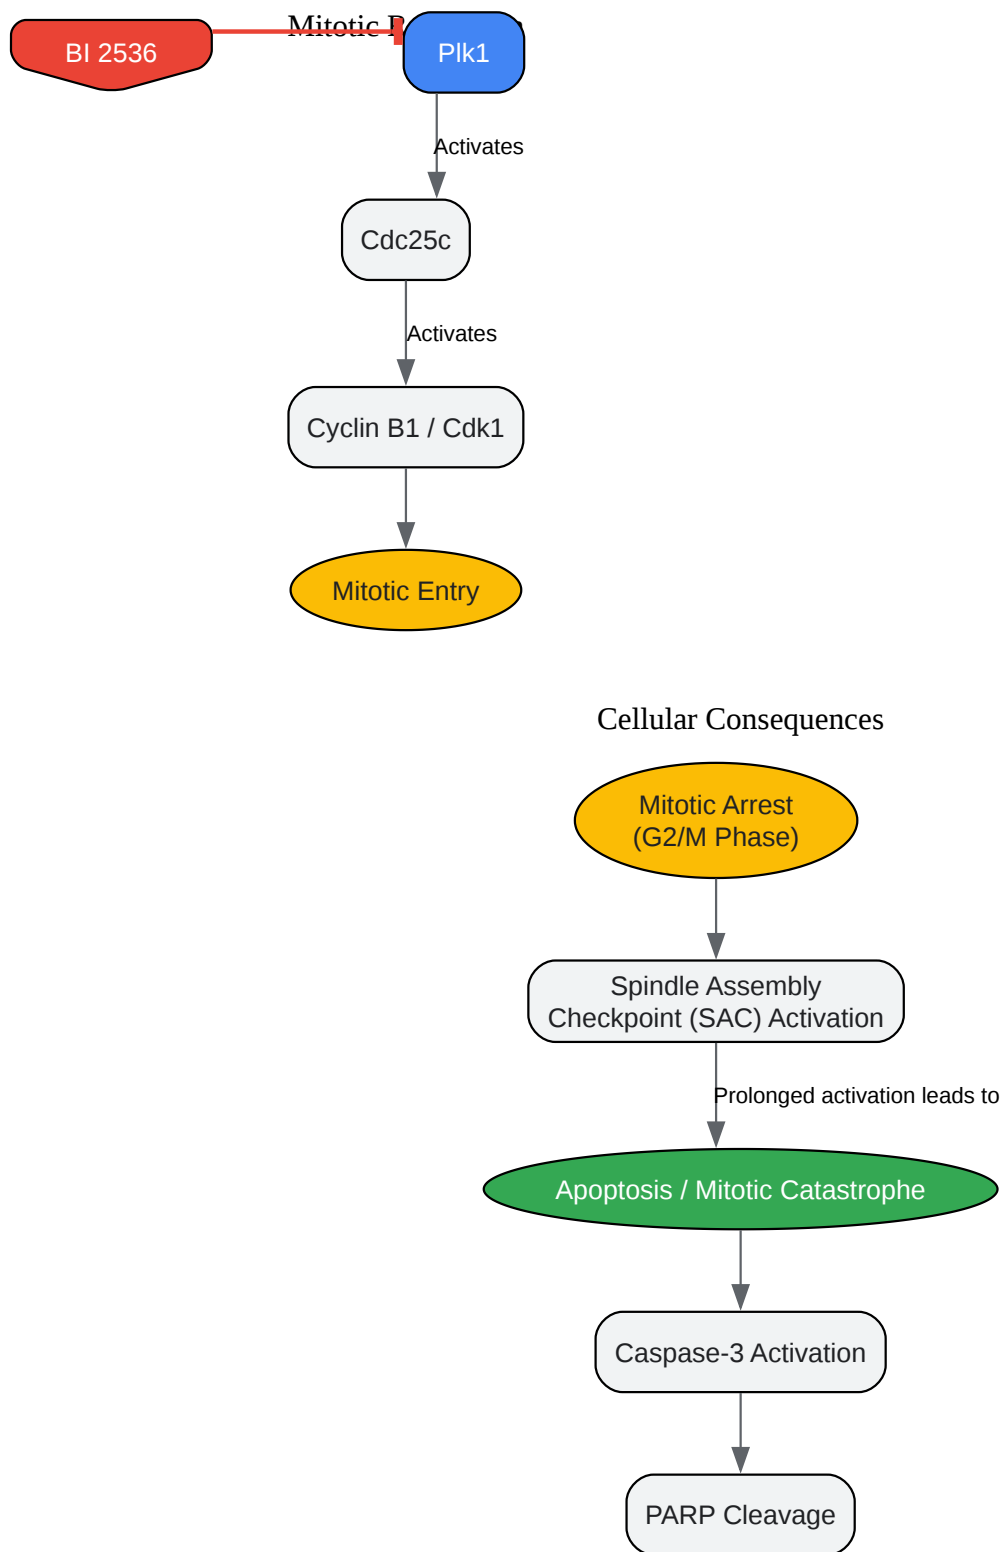 Mitotic
BI 2536
Plk1
Activates
Cdc25c
Activates
Cyclin B1 / Cdk1
Mitotic Entry
Cellular Consequences
Mitotic Arrest
(G2/M Phase)
Spindle Assembly
Checkpoint (SAC) Activation
Prolonged activation leads to
Apoptosis / Mitotic Catastrophe
Caspase-3 Activation
PARP Cleavage